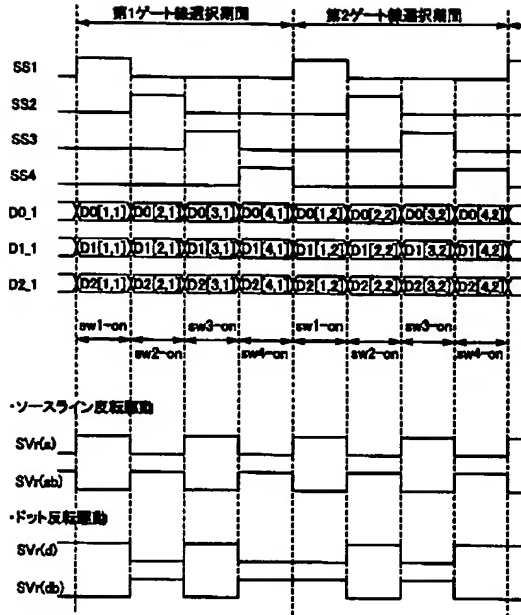 第1ゲート線選択期間 第2ゲート線選択期間
SS1
SS2
SS3
SS4
D0_1 D0[1,1] D0[2,1] D0[3,1] D0[4,1] D0[1,2] D0[2,2] D0[3,2] D0[4,2]
D1_1 D1[1,1] D1[2,1] D1[3,1] D1[4,1] D1[1,2] D1[2,2] D1[3,2] D1[4,2]
D2_1 D2[1,1] D2[2,1] D2[3,1] D2[4,1] D2[1,2] D2[2,2] D2[3,2] D2[4,2]
sw1-on sw3-on sw1-on sw3-on
sw2-on sw4-on sw2-on sw4-on
・ソースライン反転駆動
SVr(s)
SVr(sb)
・ドット反転駆動
SVr(d)
SVr(db)